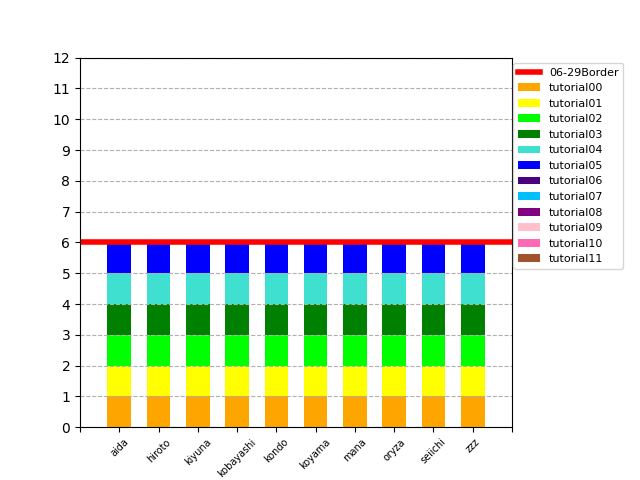 12
11
10
9
8
7
6
5
4
3
2
1
0
aida
hiroto
kiyuna
kobayashi
kondo
koyama
mana
oryza
seiichi
zzz
06-29Border
tutorial00
tutorial01
tutorial02
tutorial03
tutorial04
tutorial05
tutorial06
tutorial07
tutorial08
tutorial09
tutorial10
tutorial11